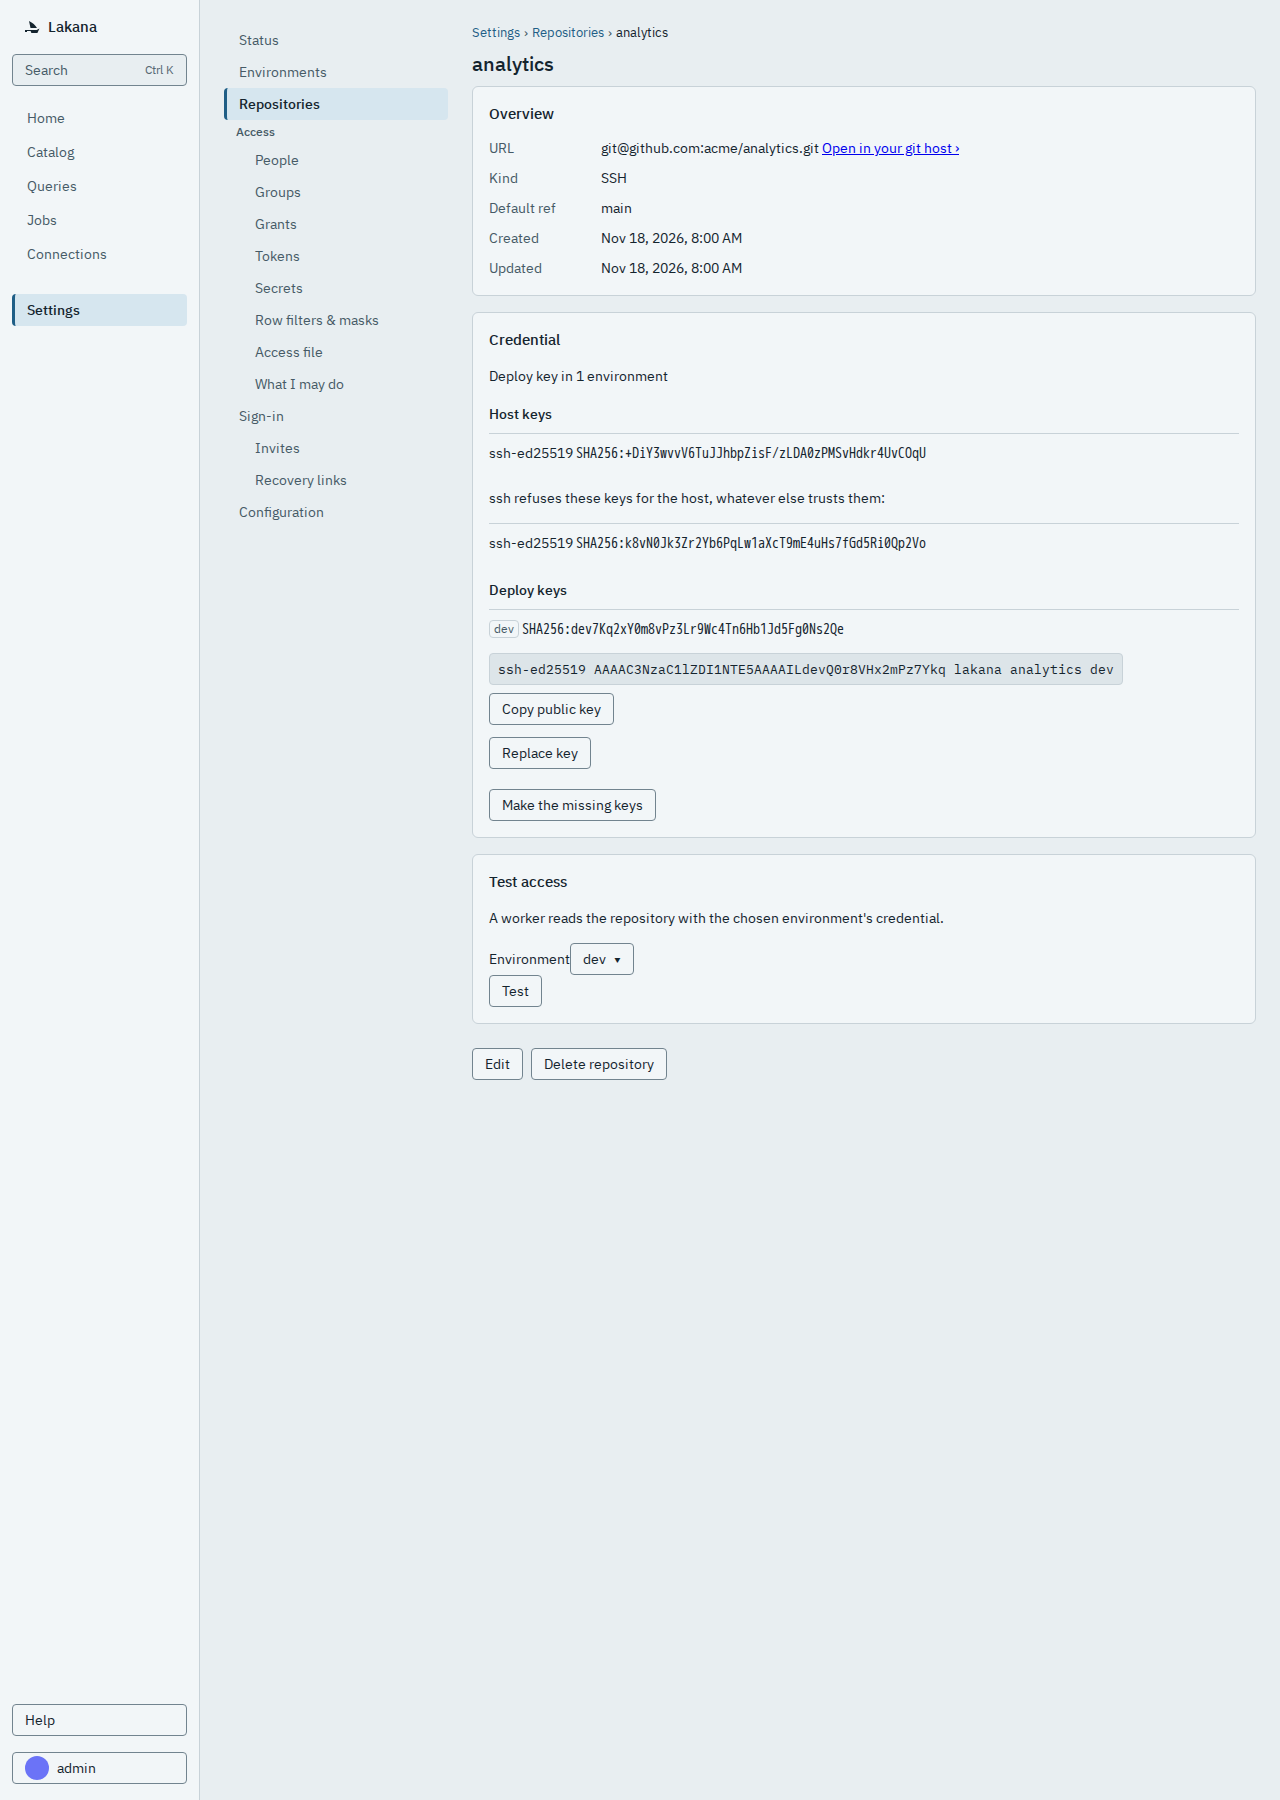 Lakana
Search Ctrl K
Home
Catalog
Queries
Jobs
Connections
Settings
Help
admin
Status
Environments
Repositories
Access
People
Groups
Grants
Tokens
Secrets
Row filters & masks
Access file
What I may do
Sign-in
Invites
Recovery links
Configuration
Settings › Repositories › analytics
analytics
Overview
URL git@github.com:acme/analytics.git Open in your git host ›
Kind SSH
Default ref main
Created Nov 18, 2026, 8:00 AM
Updated Nov 18, 2026, 8:00 AM
Credential
Deploy key in 1 environment
Host keys
ssh-ed25519 SHA256:+DiY3wvvV6TuJJhbpZisF/zLDA0zPMSvHdkr4UvCOqU
ssh refuses these keys for the host, whatever else trusts them:
ssh-ed25519 SHA256:k8vN0Jk3Zr2Yb6PqLw1aXcT9mE4uHs7fGd5Ri0Qp2Vo
Deploy keys
dev SHA256:dev7Kq2xY0m8vPz3Lr9Wc4Tn6Hb1Jd5Fg0Ns2Qe
ssh-ed25519 AAAAC3NzaC1lZDI1NTE5AAAAILdevQ0r8VHx2mPz7Ykq lakana analytics dev
Copy public key
Replace key
Make the missing keys
Test access
A worker reads the repository with the chosen environment's credential.
Environment dev
Test
Edit Delete repository